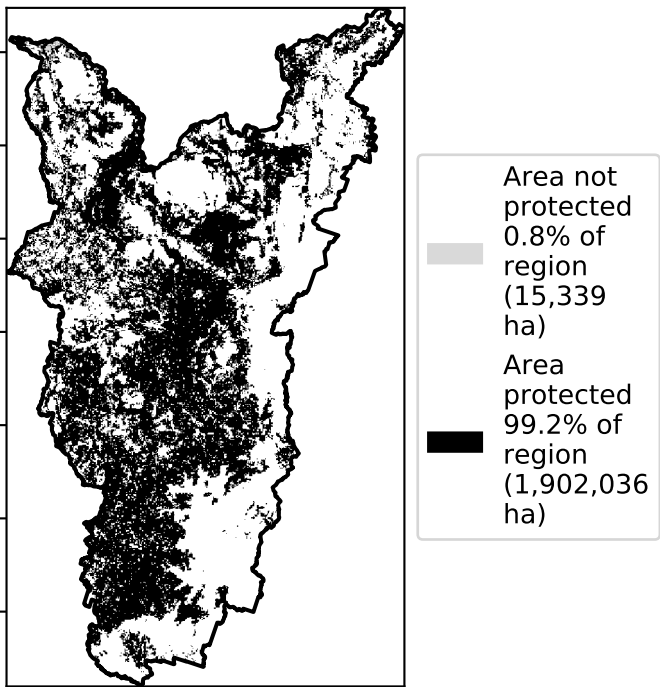 Area not
protected
0.8% of
region
(15,339
ha)
Area
protected
99.2% of
region
(1,902,036
ha)